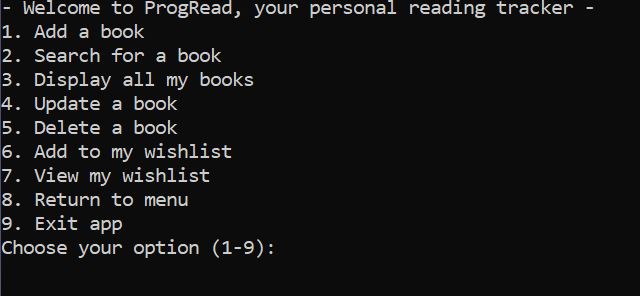 - Welcome to ProgRead, your personal reading tracker -
1. Add a book
2. Search for a book
3. Display all my books
4. Update a book
5. Delete a book
6. Add to my wishlist
7. View my wishlist
8. Return to menu
9. Exit app
Choose your option (1-9):